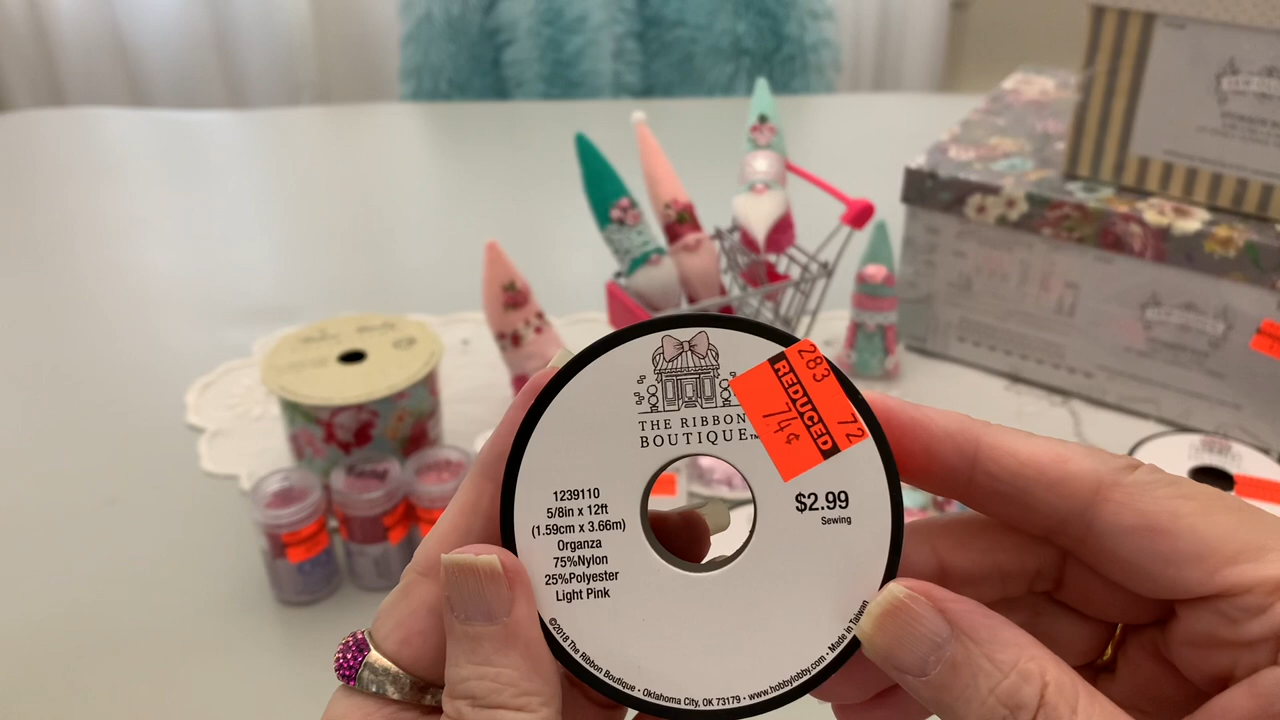 THE RIBBON
BOUTIQUE
283 72
REDUCED
74¢
$2.99
Sewing
1239110
5/8in x 12ft
(1.59cm x 3.66m)
Organza
75%Nylon
25%Polyester
Light Pink
©2018 The Ribbon Boutique • Oklahoma City, OK 73179 • www.hobbylobby.com • Made in Taiwan